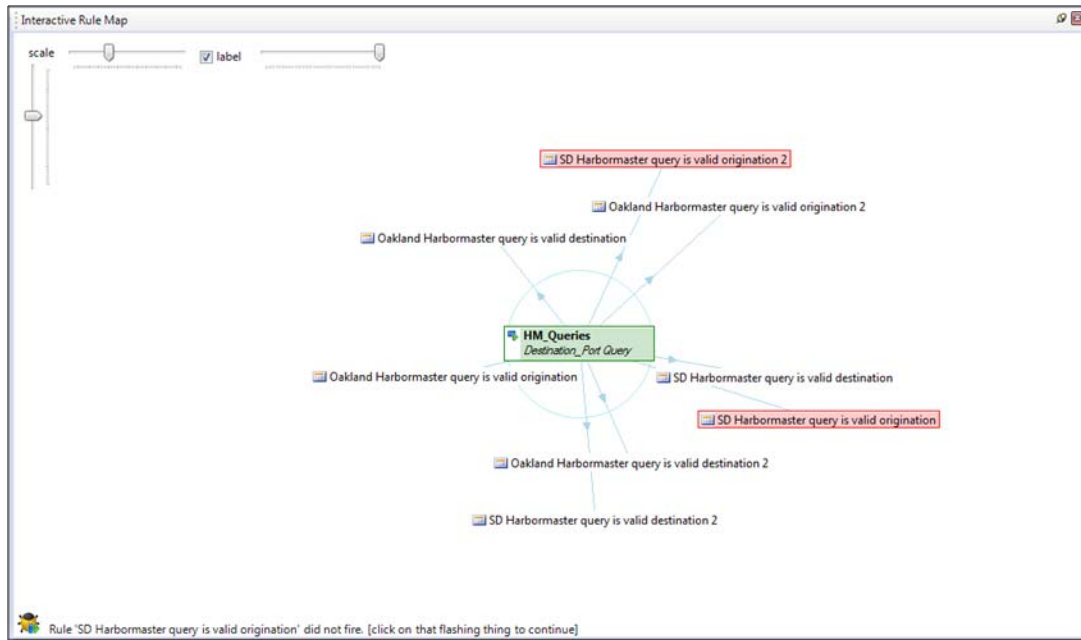 Interactive Rule Map
scale
label
SD Harbormaster query is valid origination 2
Oakland Harbormaster query is valid origination 2
Oakland Harbormaster query is valid destination
HM_Queries
Destination_Port Query
Oakland Harbormaster query is valid origination
SD Harbormaster query is valid destination
SD Harbormaster query is valid origination
Oakland Harbormaster query is valid destination 2
SD Harbormaster query is valid destination 2
Rule 'SD Harbormaster query is valid origination' did not fire. [click on that flashing thing to continue]